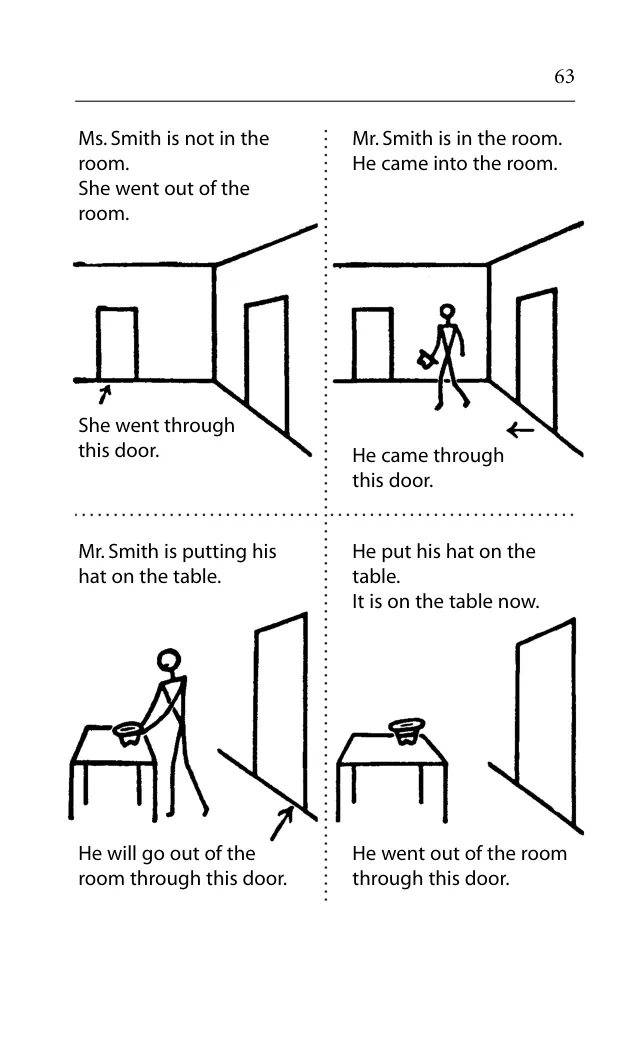 63
Ms. Smith is not in the
room.
She went out of the
room.
She went through
this door.
Mr. Smith is in the room.
He came into the room.
He came through
this door.
Mr. Smith is putting his
hat on the table.
He will go out of the
room through this door.
He put his hat on the
table.
It is on the table now.
He went out of the room
through this door.